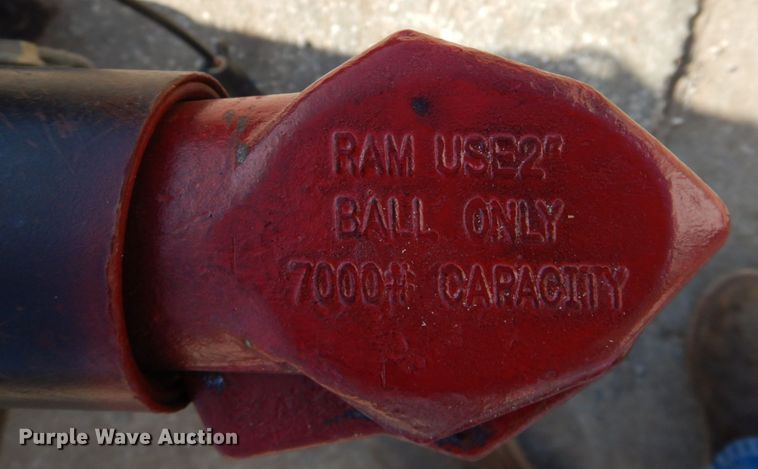 RAM USE2"
BALL ONLY
7000# CAPACITY
Purple Wave Auction